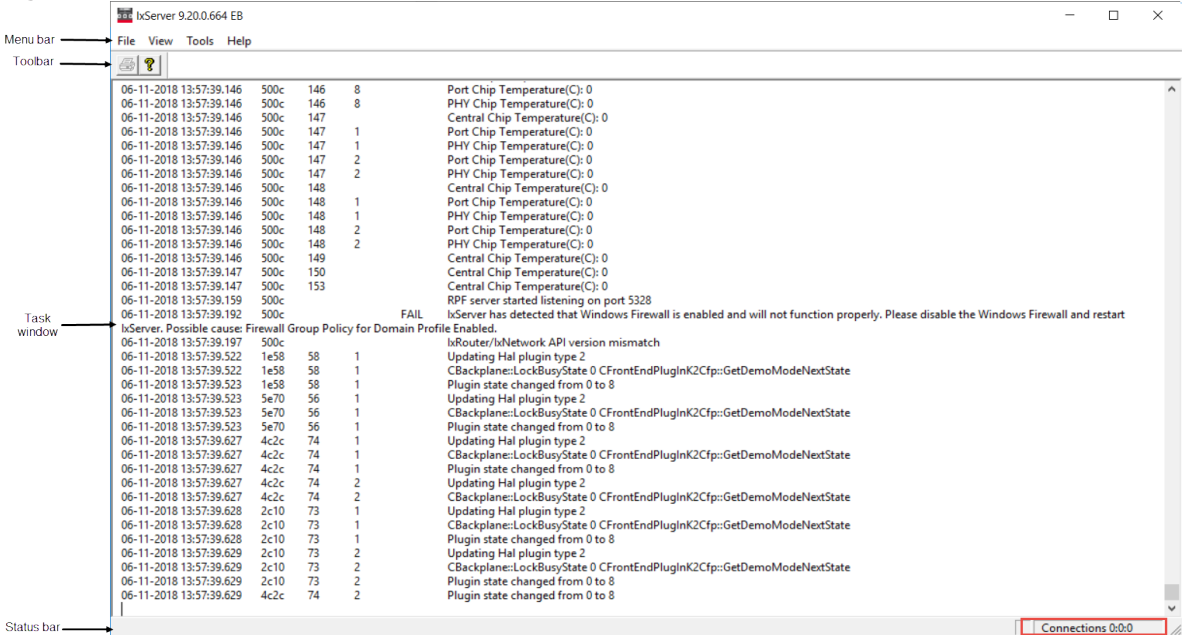 IxServer 9.20.0.664 EB
Menu bar
File View Tools Help
Toolbar
06-11-2018 13:57:39.146 500c 146 8 Port Chip Temperature(C): 0
06-11-2018 13:57:39.146 500c 146 8 PHY Chip Temperature(C): 0
06-11-2018 13:57:39.146 500c 147 Central Chip Temperature(C): 0
06-11-2018 13:57:39.146 500c 147 1 Port Chip Temperature(C): 0
06-11-2018 13:57:39.146 500c 147 1 PHY Chip Temperature(C): 0
06-11-2018 13:57:39.146 500c 147 2 Port Chip Temperature(C): 0
06-11-2018 13:57:39.146 500c 147 2 PHY Chip Temperature(C): 0
06-11-2018 13:57:39.146 500c 148 Central Chip Temperature(C): 0
06-11-2018 13:57:39.146 500c 148 1 Port Chip Temperature(C): 0
06-11-2018 13:57:39.146 500c 148 1 PHY Chip Temperature(C): 0
06-11-2018 13:57:39.146 500c 148 2 Port Chip Temperature(C): 0
06-11-2018 13:57:39.146 500c 148 2 PHY Chip Temperature(C): 0
06-11-2018 13:57:39.146 500c 149 Central Chip Temperature(C): 0
06-11-2018 13:57:39.147 500c 150 Central Chip Temperature(C): 0
06-11-2018 13:57:39.147 500c 153 Central Chip Temperature(C): 0
06-11-2018 13:57:39.159 500c RPF server started listening on port 5328
06-11-2018 13:57:39.192 500c FAIL IxServer has detected that Windows Firewall is enabled and will not function properly. Please disable the Windows Firewall and restart
Task
window
IxServer. Possible cause: Firewall Group Policy for Domain Profile Enabled.
06-11-2018 13:57:39.197 500c IxRouter/IxNetwork API version mismatch
06-11-2018 13:57:39.522 1e58 58 1 Updating Hal plugin type 2
06-11-2018 13:57:39.522 1e58 58 1 CBackplane::LockBusyState 0 CFrontEndPlugInK2Cfp::GetDemoModeNextState
06-11-2018 13:57:39.523 1e58 58 1 Plugin state changed from 0 to 8
06-11-2018 13:57:39.523 5e70 56 1 Updating Hal plugin type 2
06-11-2018 13:57:39.523 5e70 56 1 CBackplane::LockBusyState 0 CFrontEndPlugInK2Cfp::GetDemoModeNextState
06-11-2018 13:57:39.523 5e70 56 1 Plugin state changed from 0 to 8
06-11-2018 13:57:39.627 4c2c 74 1 Updating Hal plugin type 2
06-11-2018 13:57:39.627 4c2c 74 1 CBackplane::LockBusyState 0 CFrontEndPlugInK2Cfp::GetDemoModeNextState
06-11-2018 13:57:39.627 4c2c 74 1 Plugin state changed from 0 to 8
06-11-2018 13:57:39.627 4c2c 74 2 Updating Hal plugin type 2
06-11-2018 13:57:39.627 4c2c 74 2 CBackplane::LockBusyState 0 CFrontEndPlugInK2Cfp::GetDemoModeNextState
06-11-2018 13:57:39.628 2c10 73 1 Updating Hal plugin type 2
06-11-2018 13:57:39.628 2c10 73 1 CBackplane::LockBusyState 0 CFrontEndPlugInK2Cfp::GetDemoModeNextState
06-11-2018 13:57:39.628 2c10 73 1 Plugin state changed from 0 to 8
06-11-2018 13:57:39.629 2c10 73 2 Updating Hal plugin type 2
06-11-2018 13:57:39.629 2c10 73 2 CBackplane::LockBusyState 0 CFrontEndPlugInK2Cfp::GetDemoModeNextState
06-11-2018 13:57:39.629 2c10 73 2 Plugin state changed from 0 to 8
06-11-2018 13:57:39.629 4c2c 74 2 Plugin state changed from 0 to 8
Status bar
Connections 0:0:0